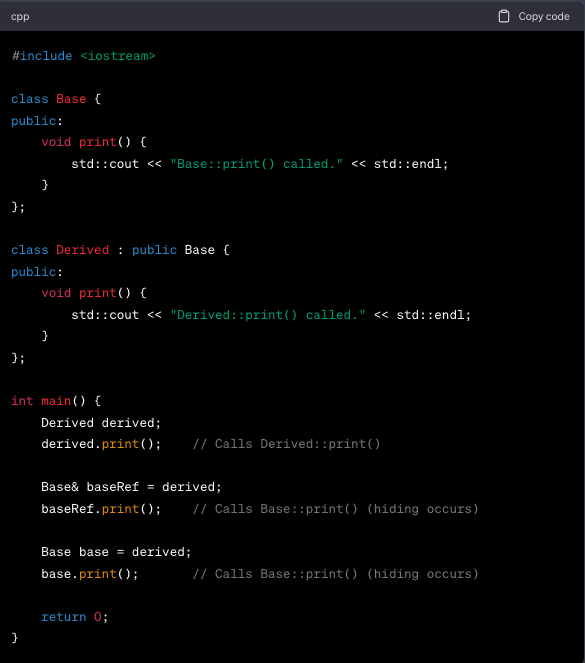 cpp
Copy code
#include <iostream>
class Base {
public:
    void print() {
        std::cout << "Base::print() called." << std::endl;
    }
};
class Derived : public Base {
public:
    void print() {
        std::cout << "Derived::print() called." << std::endl;
    }
};
int main() {
    Derived derived;
    derived.print();    // Calls Derived::print()
    Base& baseRef = derived;
    baseRef.print();    // Calls Base::print() (hiding occurs)
    Base base = derived;
    base.print();       // Calls Base::print() (hiding occurs)
    return 0;
}